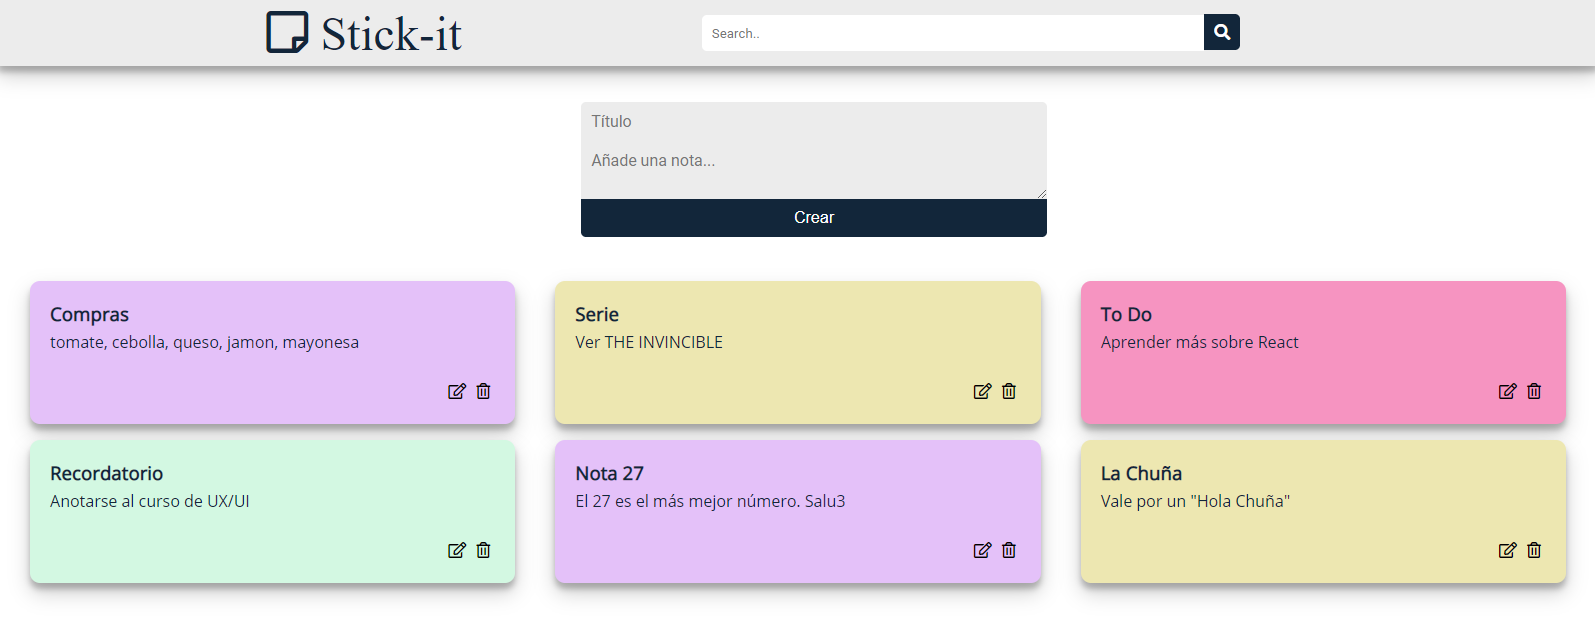 Stick-it
Search..
Título
Añade una nota...
Crear
Compras
tomate, cebolla, queso, jamon, mayonesa
Serie
Ver THE INVINCIBLE
To Do
Aprender más sobre React
Recordatorio
Anotarse al curso de UX/UI
Nota 27
El 27 es el más mejor número. Salu3
La Chuña
Vale por un "Hola Chuña"